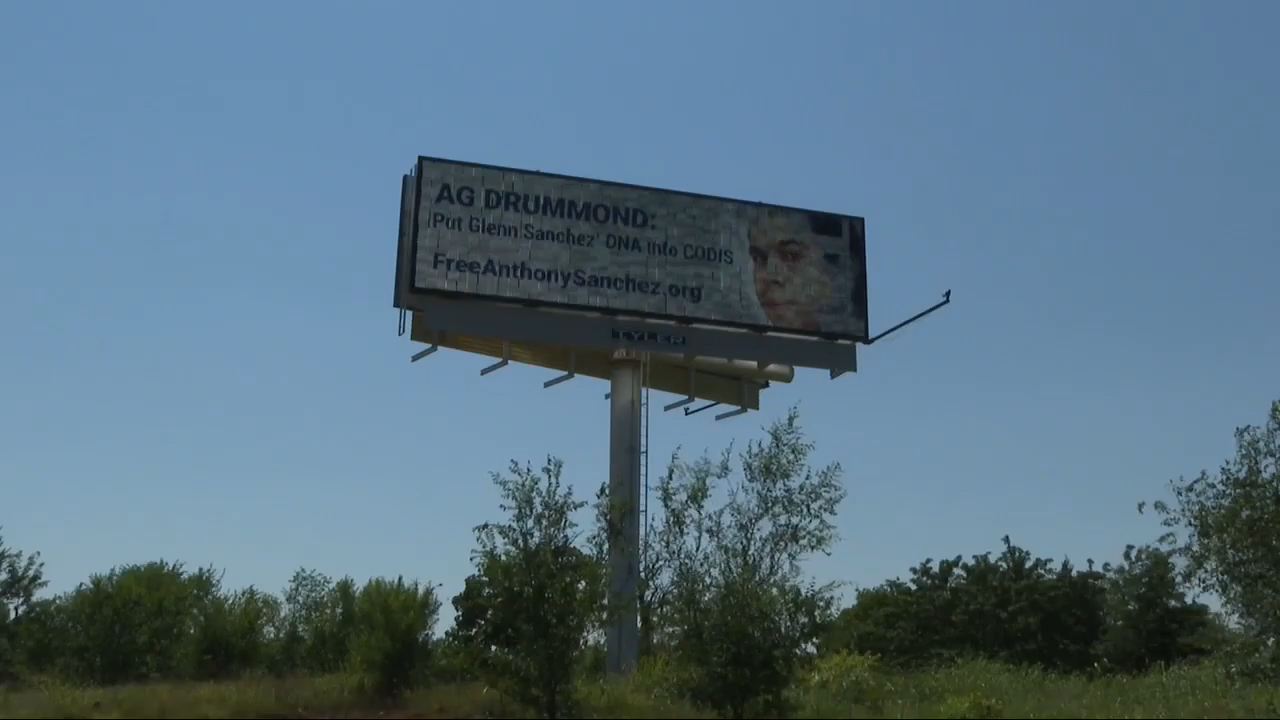 AG DRUMMOND:
Put Glenn Sanchez' DNA into CODIS
FreeAnthonySanchez.org
TYLER